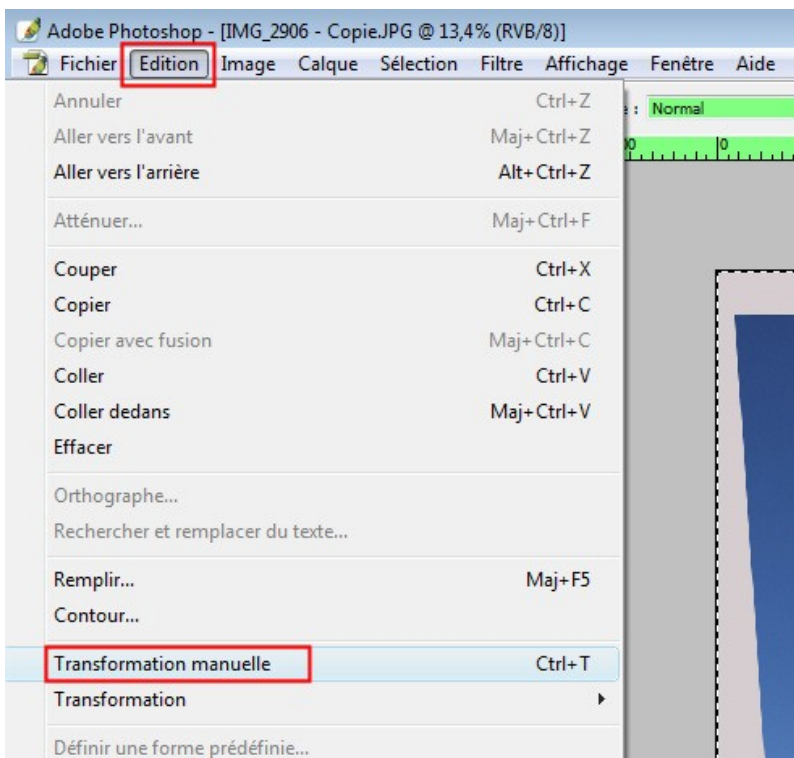 Adobe Photoshop - [IMG_2906 - Copie.JPG @ 13,4% (RVB/8)]
Fichier Edition Image Calque Sélection Filtre Affichage Fenêtre Aide
Annuler Ctrl+Z
: Normal
Aller vers l'avant Maj+Ctrl+Z
0
Aller vers l'arrière Alt+Ctrl+Z
Atténuer... Maj+Ctrl+F
Couper Ctrl+X
Copier Ctrl+C
Copier avec fusion Maj+Ctrl+C
Coller Ctrl+V
Coller dedans Maj+Ctrl+V
Effacer
Orthographe...
Rechercher et remplacer du texte...
Remplir... Maj+F5
Contour...
Transformation manuelle Ctrl+T
Transformation
Définir une forme prédéfinie...